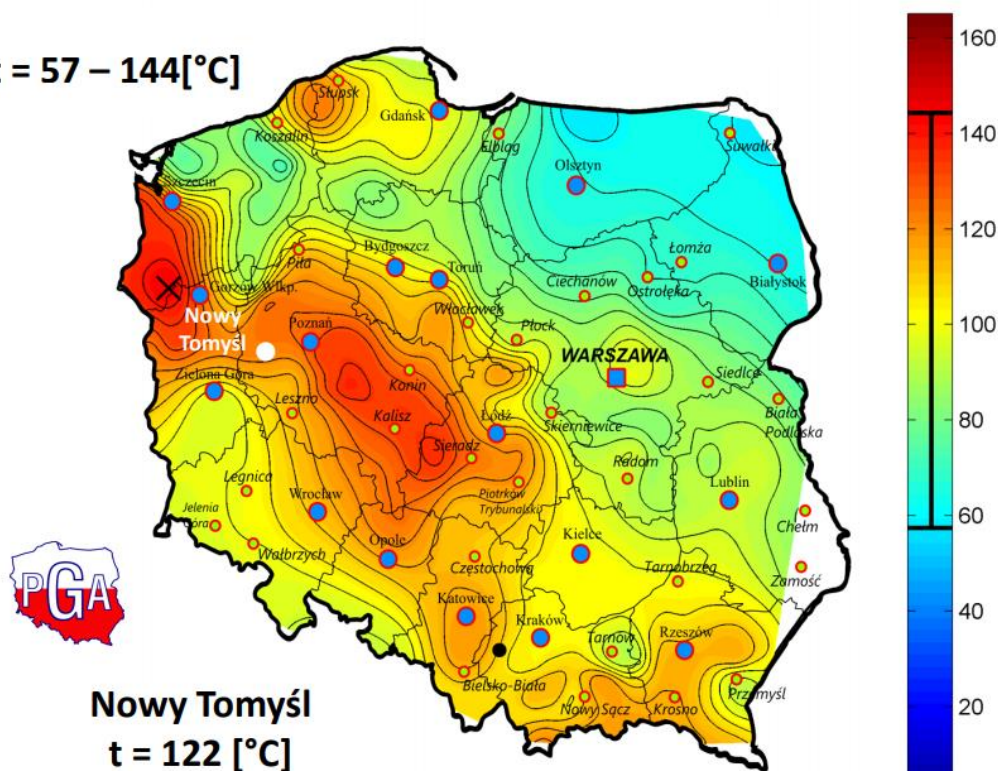 = 57 – 144[°C]
160
140
120
100
80
60
40
20
Słupsk
Gdańsk
Koszalin
Elbląg
Suwałki
Olsztyn
Szczecin
Piła
Bydgoszcz
Toruń
Łomża
Ciechanów
Ostrołęka
Białystok
Gorzów Wlkp.
Włocławek
Nowy
Tomyśl
Poznań
Płock
WARSZAWA
Siedlce
Zielona Góra
Konin
Leszno
Kalisz
Łódź
Skierniewice
Biała
Podlaska
Sieradz
Radom
Legnica
Lublin
Wrocław
Piotrków
Trybunalski
Jelenia
Góra
Chełm
Wałbrzych
Opole
Kielce
Częstochowa
Tarnobrzeg
Zamość
PGA
Katowice
Kraków
Tarnów
Rzeszów
Bielsko-Biała
Przemyśl
Nowy Sącz
Krosno
Nowy Tomyśl
t = 122 [°C]